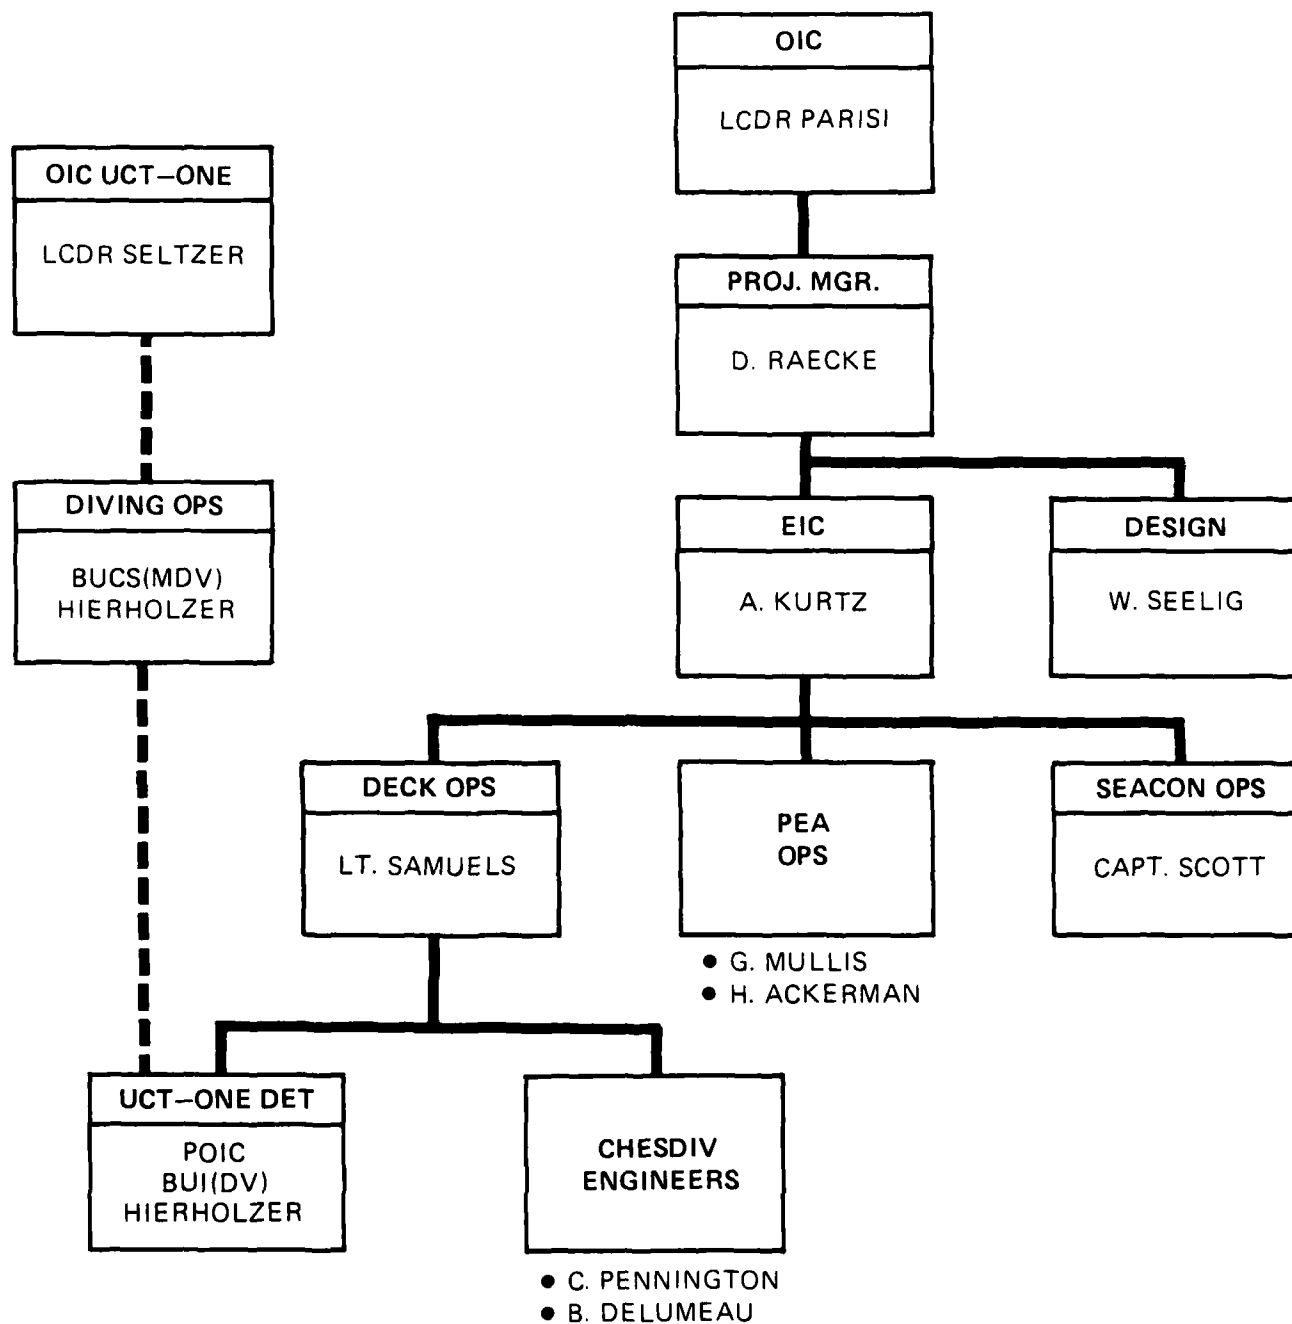 OIC
LCDR PARISI
OIC UCT–ONE
LCDR SELTZER
PROJ. MGR.
D. RAECKE
DIVING OPS
BUCS(MDV)
HIERHOLZER
EIC
A. KURTZ
DESIGN
W. SEELIG
DECK OPS
LT. SAMUELS
PEA
OPS
● G. MULLIS
● H. ACKERMAN
SEACON OPS
CAPT. SCOTT
UCT–ONE DET
POIC
BUI(DV)
HIERHOLZER
CHESDIV
ENGINEERS
● C. PENNINGTON
● B. DELUMEAU